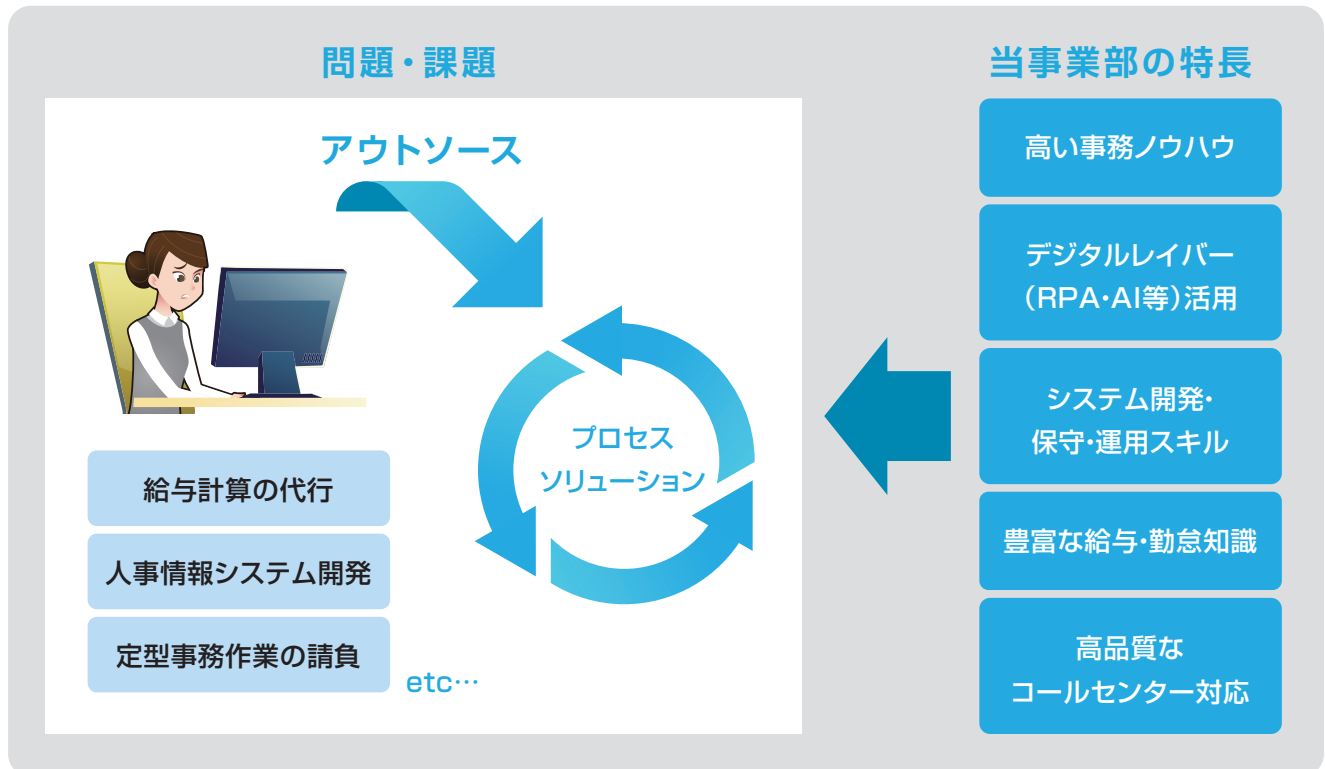 問題・課題
アウトソース
プロセス
ソリューション
給与計算の代行
人事情報システム開発
定型事務作業の請負
etc…
当事業部の特長
高い事務ノウハウ
デジタルレイバー
（RPA・AI等）活用
システム開発・
保守・運用スキル
豊富な給与・勤怠知識
高品質な
コールセンター対応